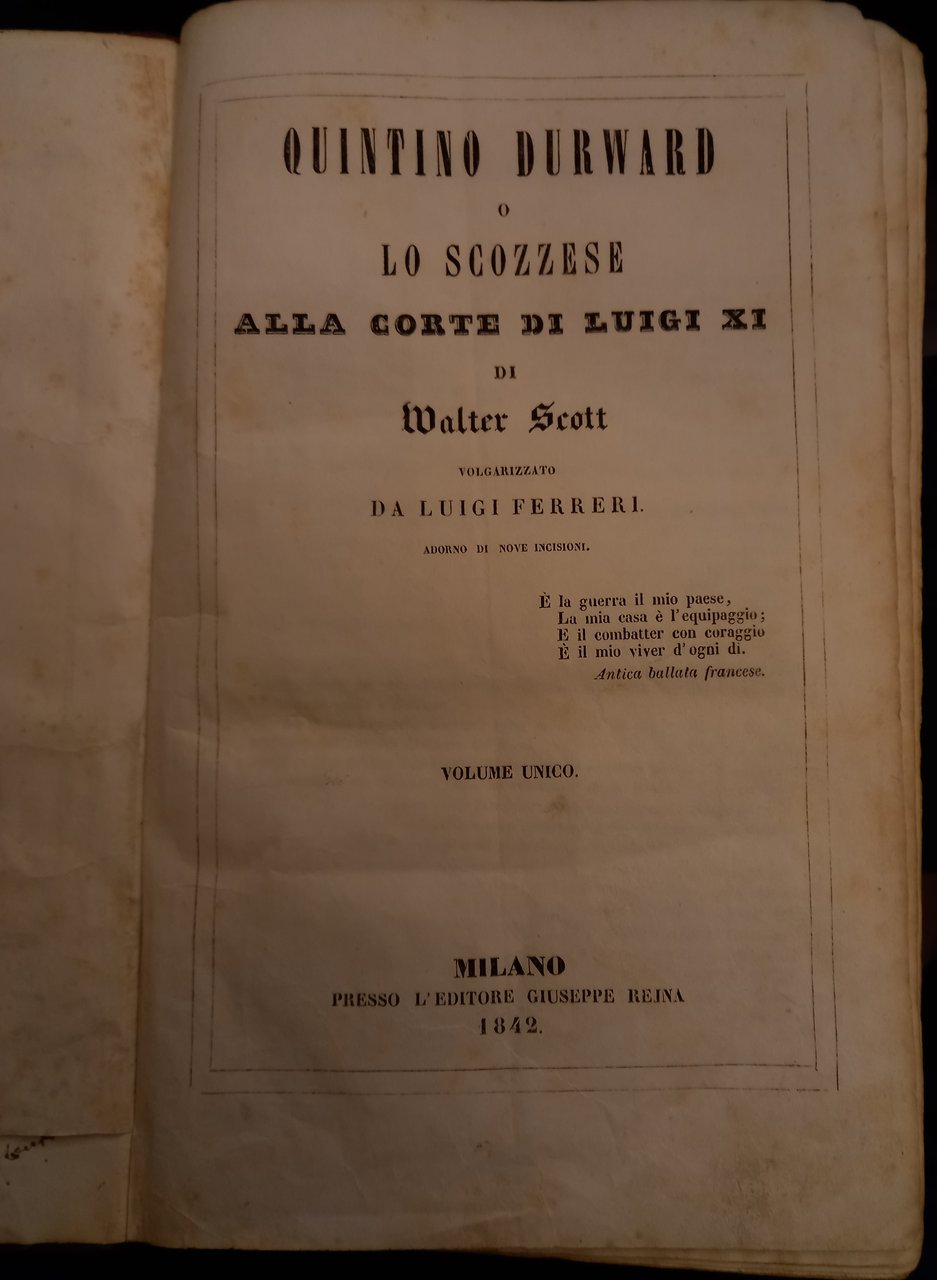 QUINTINO DURWARD
O
LO SCOZZESE
ALLA CORTE DI LUIGI XI
DI
Walter Scott
VOLGARIZZATO
DA LUIGI FERRERI.
ADORNO DI NOVE INCISIONI.
È la guerra il mio paese,
La mia casa è l'equipaggio;
E il combatter con coraggio
È il mio viver d'ogni dì.
Antica ballata francese.
VOLUME UNICO.
MILANO
PRESSO L'EDITORE GIUSEPPE REJNA
1842.